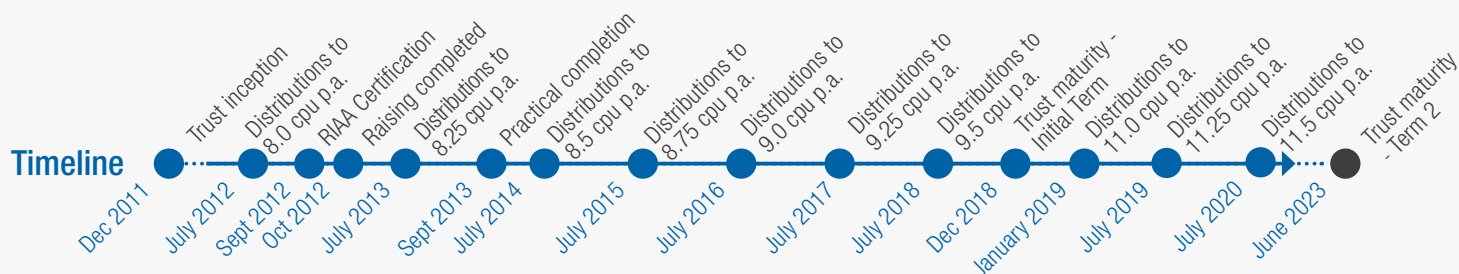 Timeline
Trust inception
Distributions to
8.0 cpu p.a.
RIAA Certification
Raising completed
Distributions to
8.25 cpu p.a.
Practical completion
Distributions to
8.5 cpu p.a.
Distributions to
8.75 cpu p.a.
Distributions to
9.0 cpu p.a.
Distributions to
9.25 cpu p.a.
Distributions to
9.5 cpu p.a.
Trust maturity -
Initial Term
Distributions to
11.0 cpu p.a.
Distributions to
11.25 cpu p.a.
Distributions to
11.5 cpu p.a.
Trust maturity
- Term 2
Dec 2011
July 2012
Sept 2012
Oct 2012
July 2013
Sept 2013
July 2014
July 2015
July 2016
July 2017
July 2018
Dec 2018
January 2019
July 2019
July 2020
June 2023